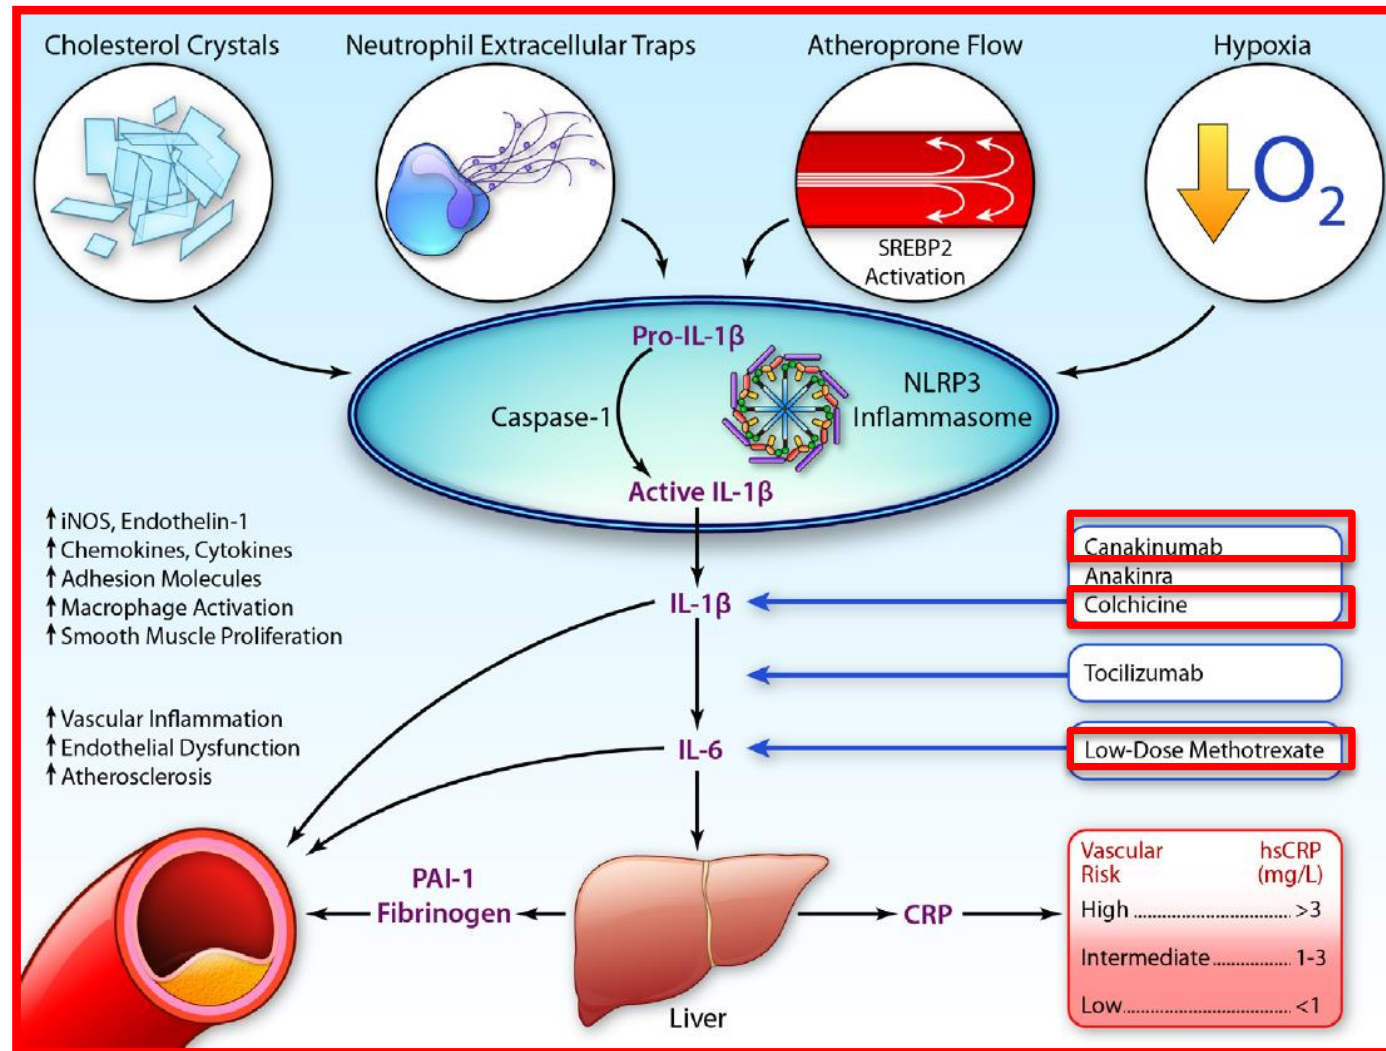 Cholesterol Crystals
Neutrophil Extracellular Traps
Atheroprone Flow
Hypoxia
SREBP2
Activation
O2
Pro-IL-1β
Caspase-1
NLRP3
Inflammasome
Active IL-1β
iNOS, Endothelin-1
Chemokines, Cytokines
Adhesion Molecules
Macrophage Activation
Smooth Muscle Proliferation
IL-1β
Canakinumab
Anakinra
Colchicine
Tocilizumab
Vascular Inflammation
Endothelial Dysfunction
Atherosclerosis
IL-6
Low-Dose Methotrexate
PAI-1
Fibrinogen
Liver
CRP
Vascular Risk hsCRP (mg/L)
High ........ >3
Intermediate ........ 1-3
Low ........ <1